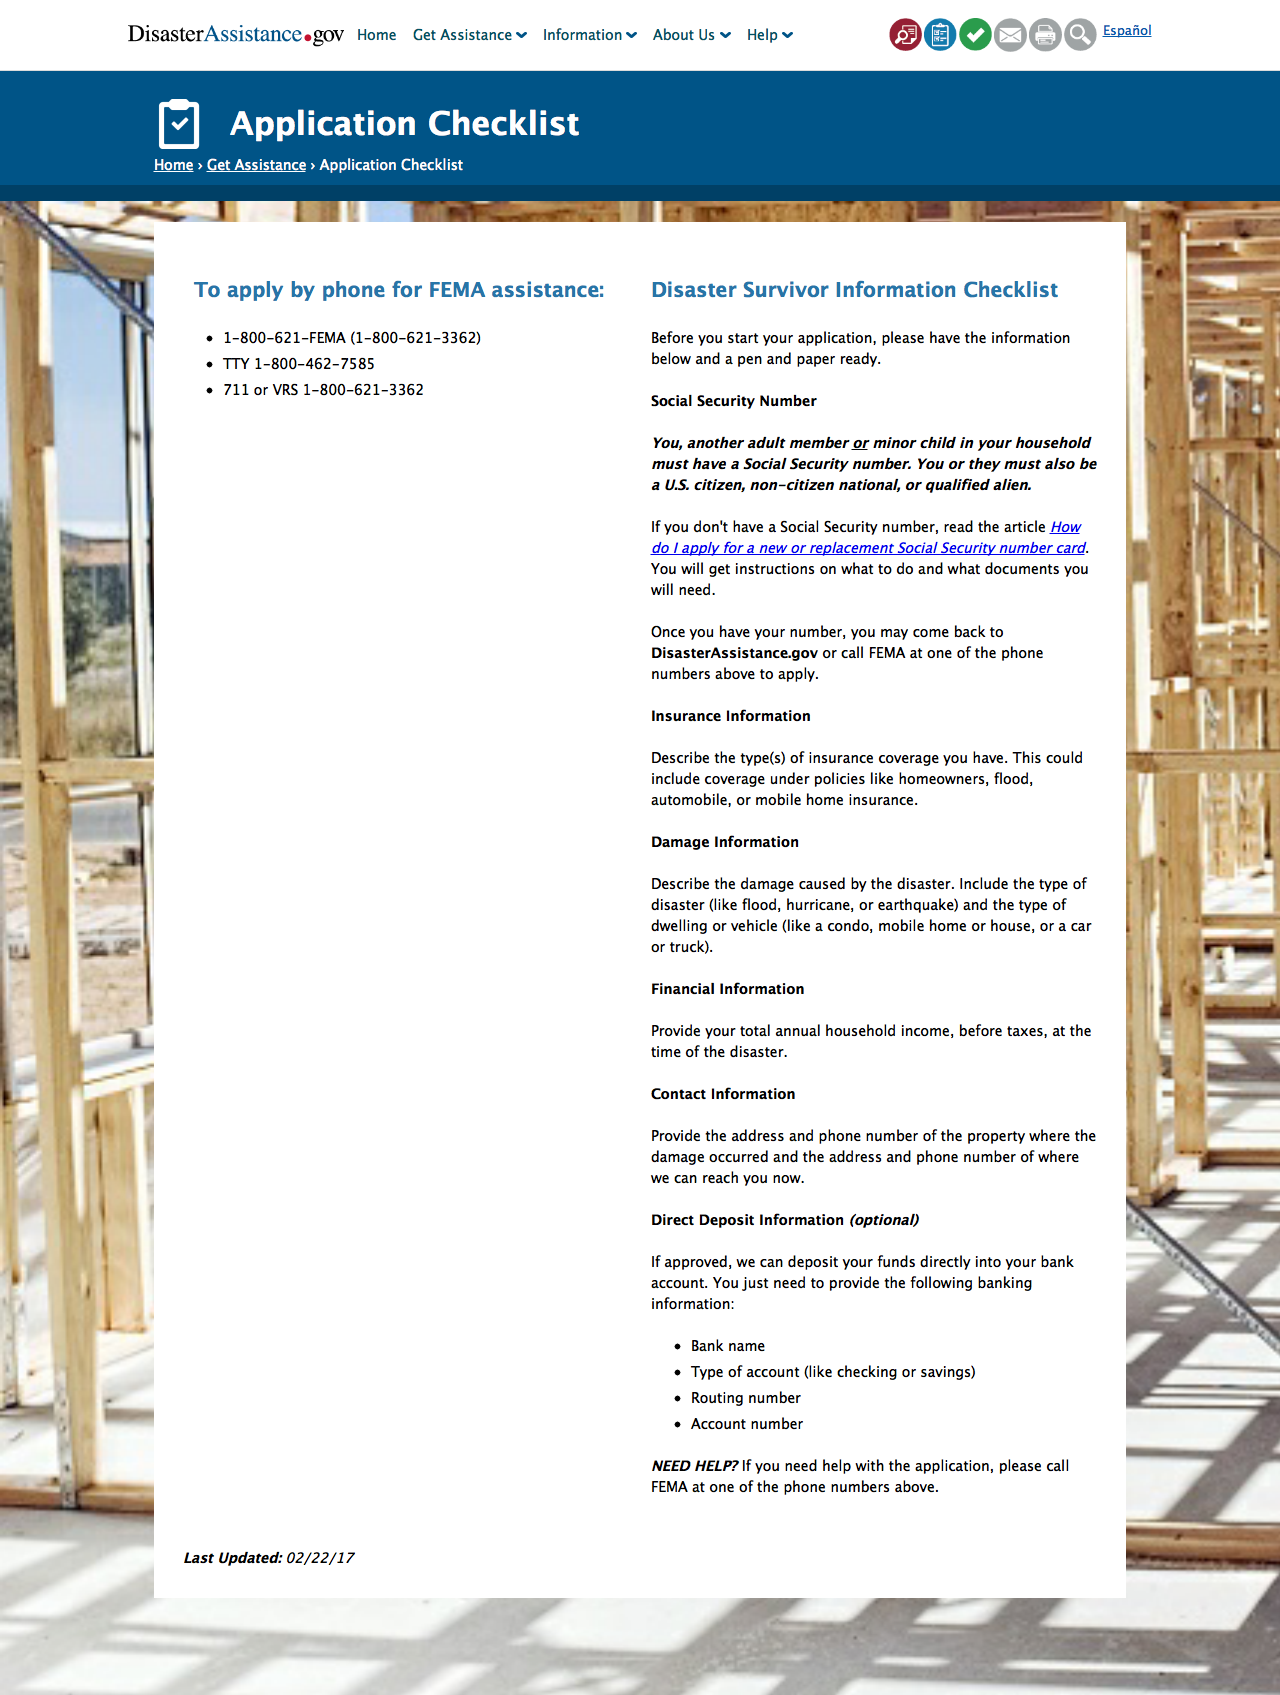 DisasterAssistance.gov Home Get Assistance Information About Us Help Español
Application Checklist
Home › Get Assistance › Application Checklist
To apply by phone for FEMA assistance:
• 1-800-621-FEMA (1-800-621-3362)
• TTY 1-800-462-7585
• 711 or VRS 1-800-621-3362
Disaster Survivor Information Checklist
Before you start your application, please have the information
below and a pen and paper ready.
Social Security Number
You, another adult member or minor child in your household
must have a Social Security number. You or they must also be
a U.S. citizen, non-citizen national, or qualified alien.
If you don't have a Social Security number, read the article How
do I apply for a new or replacement Social Security number card.
You will get instructions on what to do and what documents you
will need.
Once you have your number, you may come back to
DisasterAssistance.gov or call FEMA at one of the phone
numbers above to apply.
Insurance Information
Describe the type(s) of insurance coverage you have. This could
include coverage under policies like homeowners, flood,
automobile, or mobile home insurance.
Damage Information
Describe the damage caused by the disaster. Include the type of
disaster (like flood, hurricane, or earthquake) and the type of
dwelling or vehicle (like a condo, mobile home or house, or a car
or truck).
Financial Information
Provide your total annual household income, before taxes, at the
time of the disaster.
Contact Information
Provide the address and phone number of the property where the
damage occurred and the address and phone number of where
we can reach you now.
Direct Deposit Information (optional)
If approved, we can deposit your funds directly into your bank
account. You just need to provide the following banking
information:
• Bank name
• Type of account (like checking or savings)
• Routing number
• Account number
NEED HELP? If you need help with the application, please call
FEMA at one of the phone numbers above.
Last Updated: 02/22/17